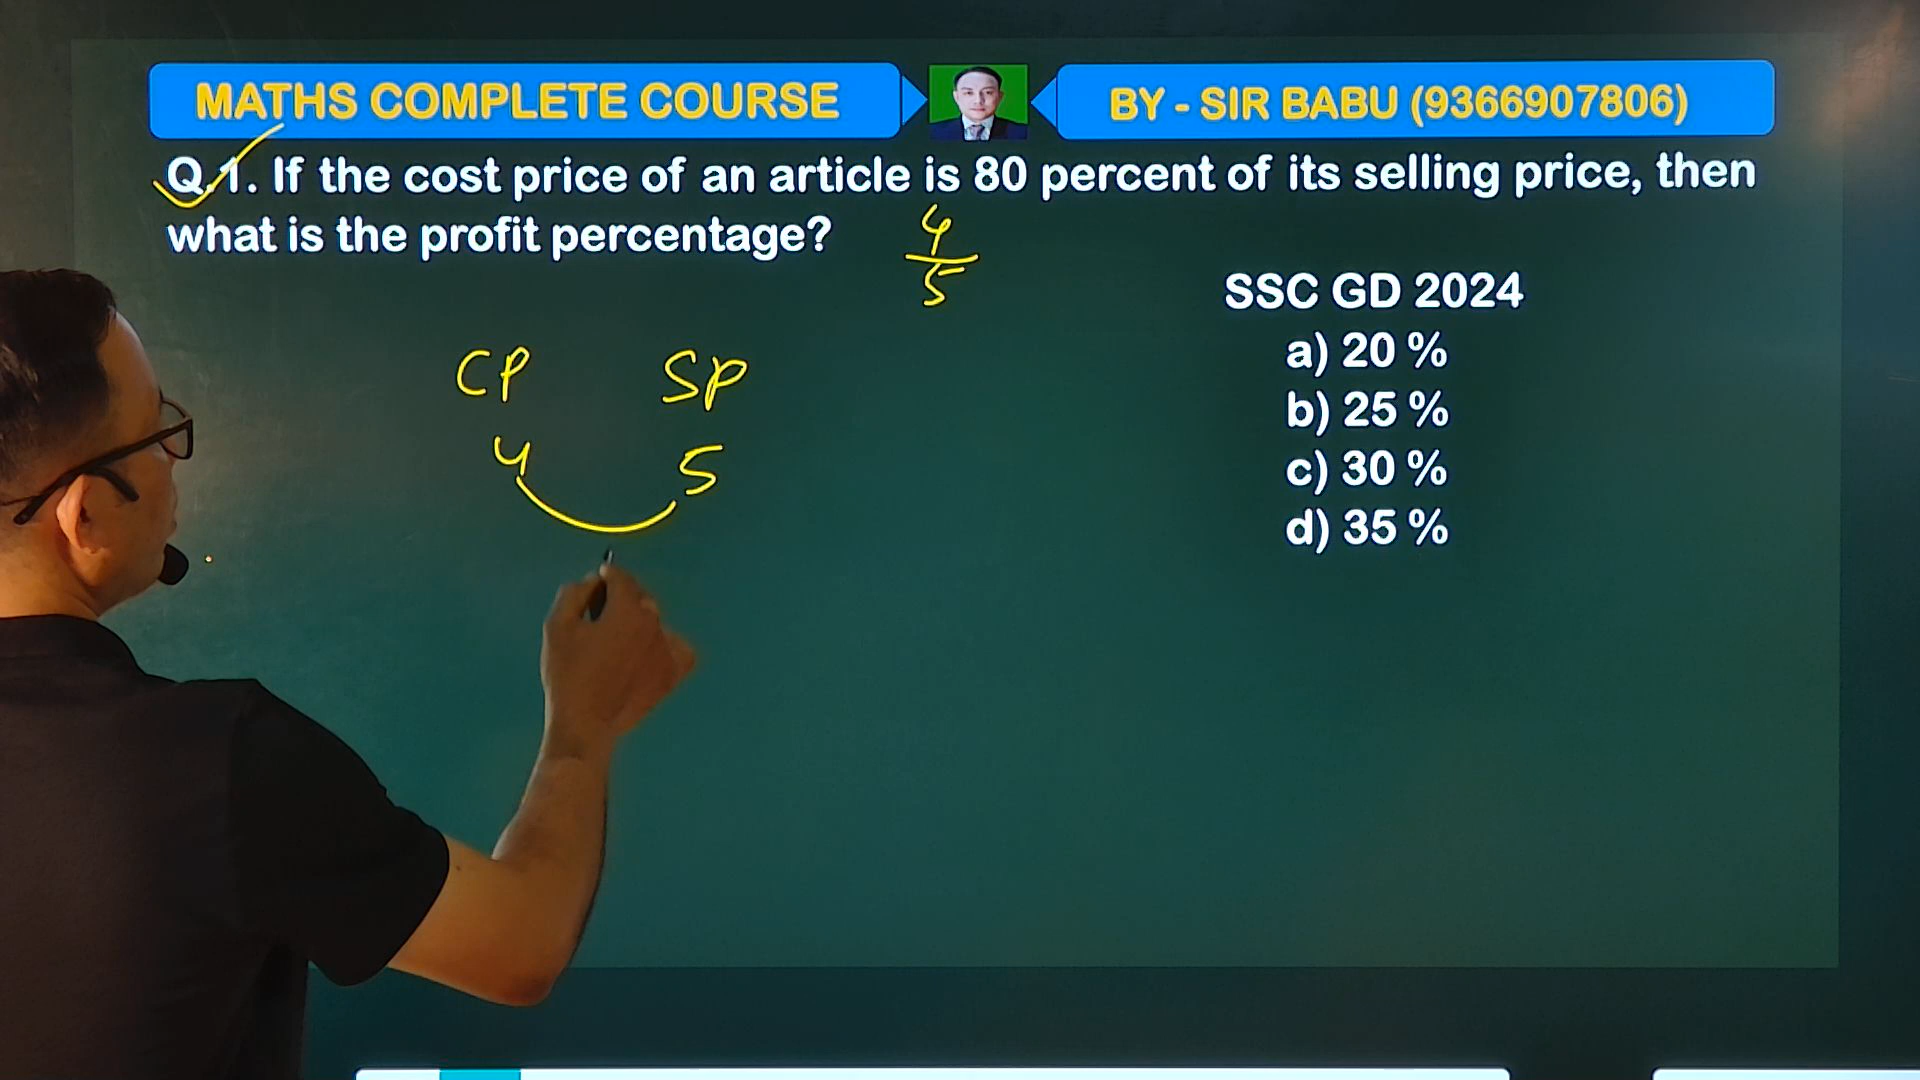 MATHS COMPLETE COURSE
BY - SIR BABU (9366907806)
Q.1. If the cost price of an article is 80 percent of its selling price, then
what is the profit percentage?
4
5
SSC GD 2024
a) 20 %
b) 25 %
c) 30 %
d) 35 %
CP SP
4 5